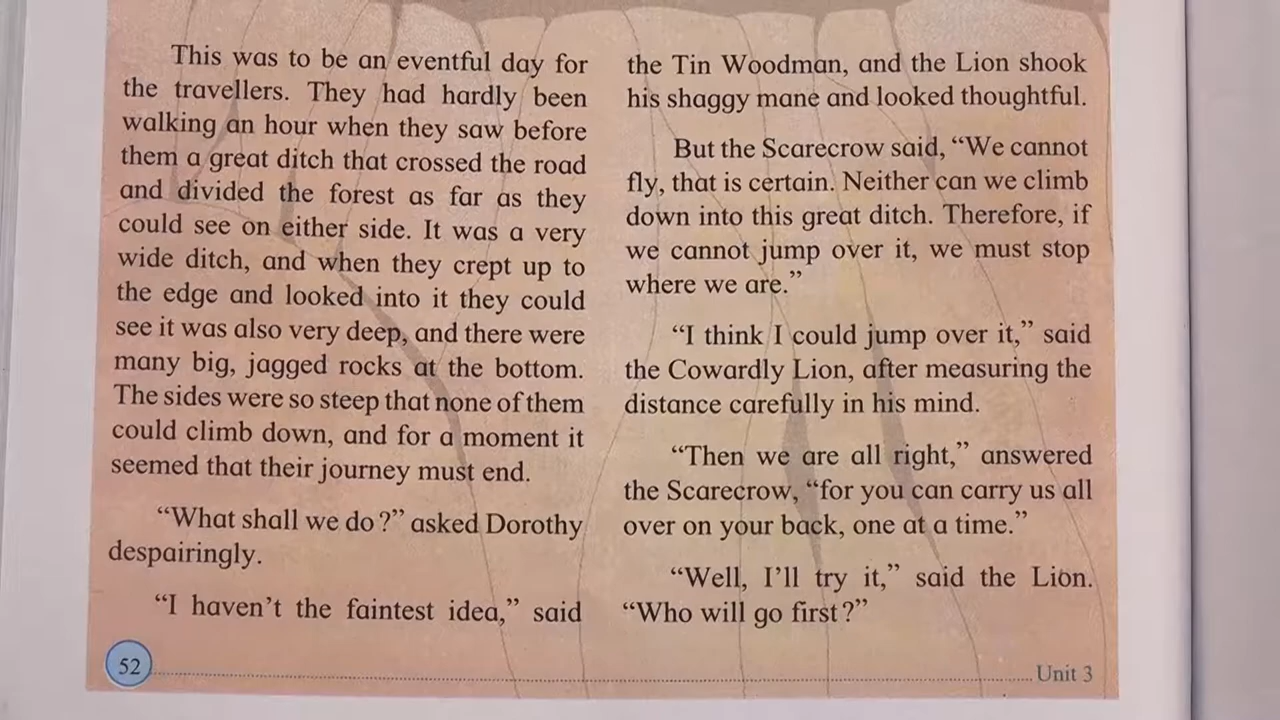 This was to be an eventful day for
the travellers. They had hardly been
walking an hour when they saw before
them a great ditch that crossed the road
and divided the forest as far as they
could see on either side. It was a very
wide ditch, and when they crept up to
the edge and looked into it they could
see it was also very deep, and there were
many big, jagged rocks at the bottom.
The sides were so steep that none of them
could climb down, and for a moment it
seemed that their journey must end.
“What shall we do?” asked Dorothy
despairingly.
“I haven’t the faintest idea,” said
the Tin Woodman, and the Lion shook
his shaggy mane and looked thoughtful.
But the Scarecrow said, “We cannot
fly, that is certain. Neither can we climb
down into this great ditch. Therefore, if
we cannot jump over it, we must stop
where we are.”
“I think I could jump over it,” said
the Cowardly Lion, after measuring the
distance carefully in his mind.
“Then we are all right,” answered
the Scarecrow, “for you can carry us all
over on your back, one at a time.”
“Well, I’ll try it,” said the Lion.
“Who will go first?”
52
Unit 3